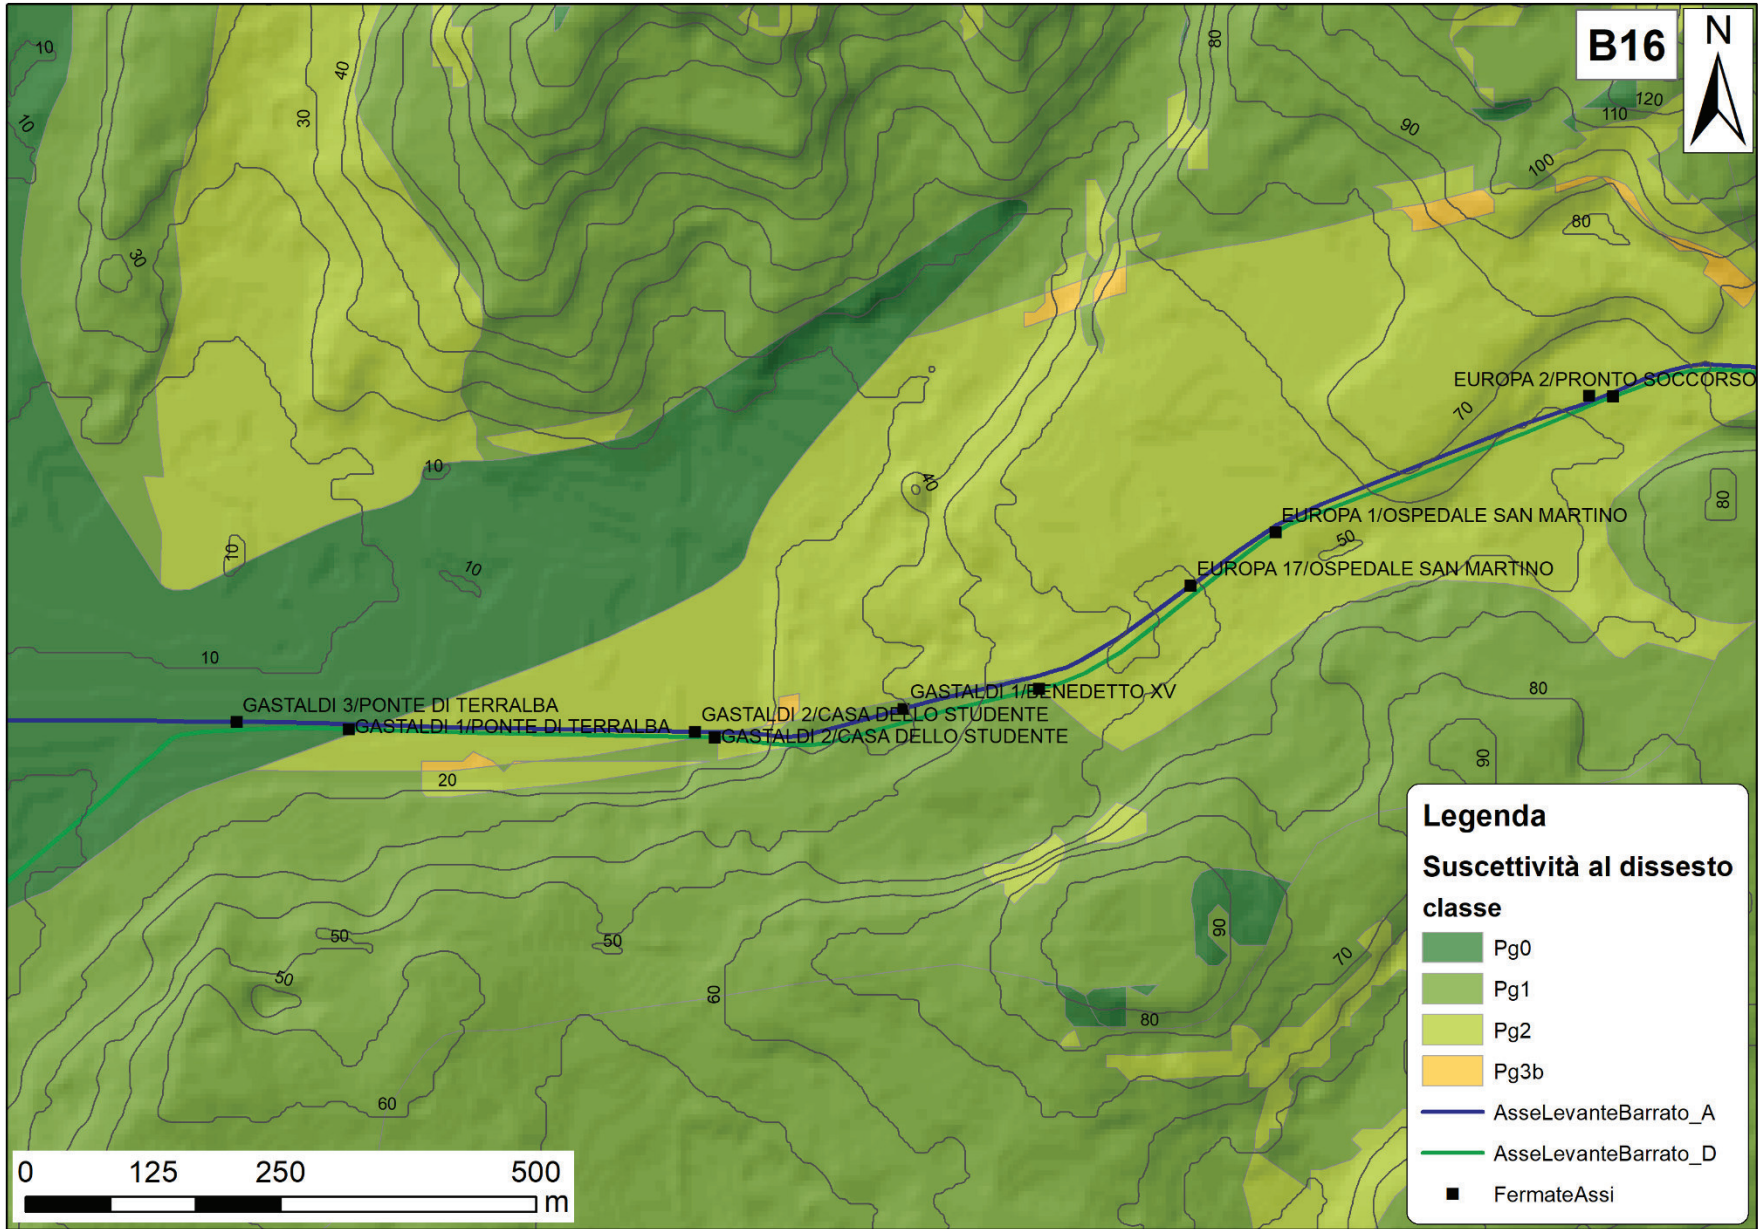 B16
N
10
10
40
30
30
80
90
120
110
100
80
EUROPA 2/PRONTO SOCCORSO
70
10
40
80
EUROPA 1/OSPEDALE SAN MARTINO
50
10
10
EUROPA 17/OSPEDALE SAN MARTINO
10
GASTALDI 1/BENEDETTO XV
80
GASTALDI 3/PONTE DI TERRALBA
GASTALDI 2/CASA DELLO STUDENTE
GASTALDI 1/PONTE DI TERRALBA
GASTALDI 2/CASA DELLO STUDENTE
90
20
50
50
90
70
50
60
80
60
Legenda
Suscettività al dissesto
classe
Pg0
Pg1
Pg2
Pg3b
AsseLevanteBarrato_A
AsseLevanteBarrato_D
FermateAssi
0 125 250 500
m